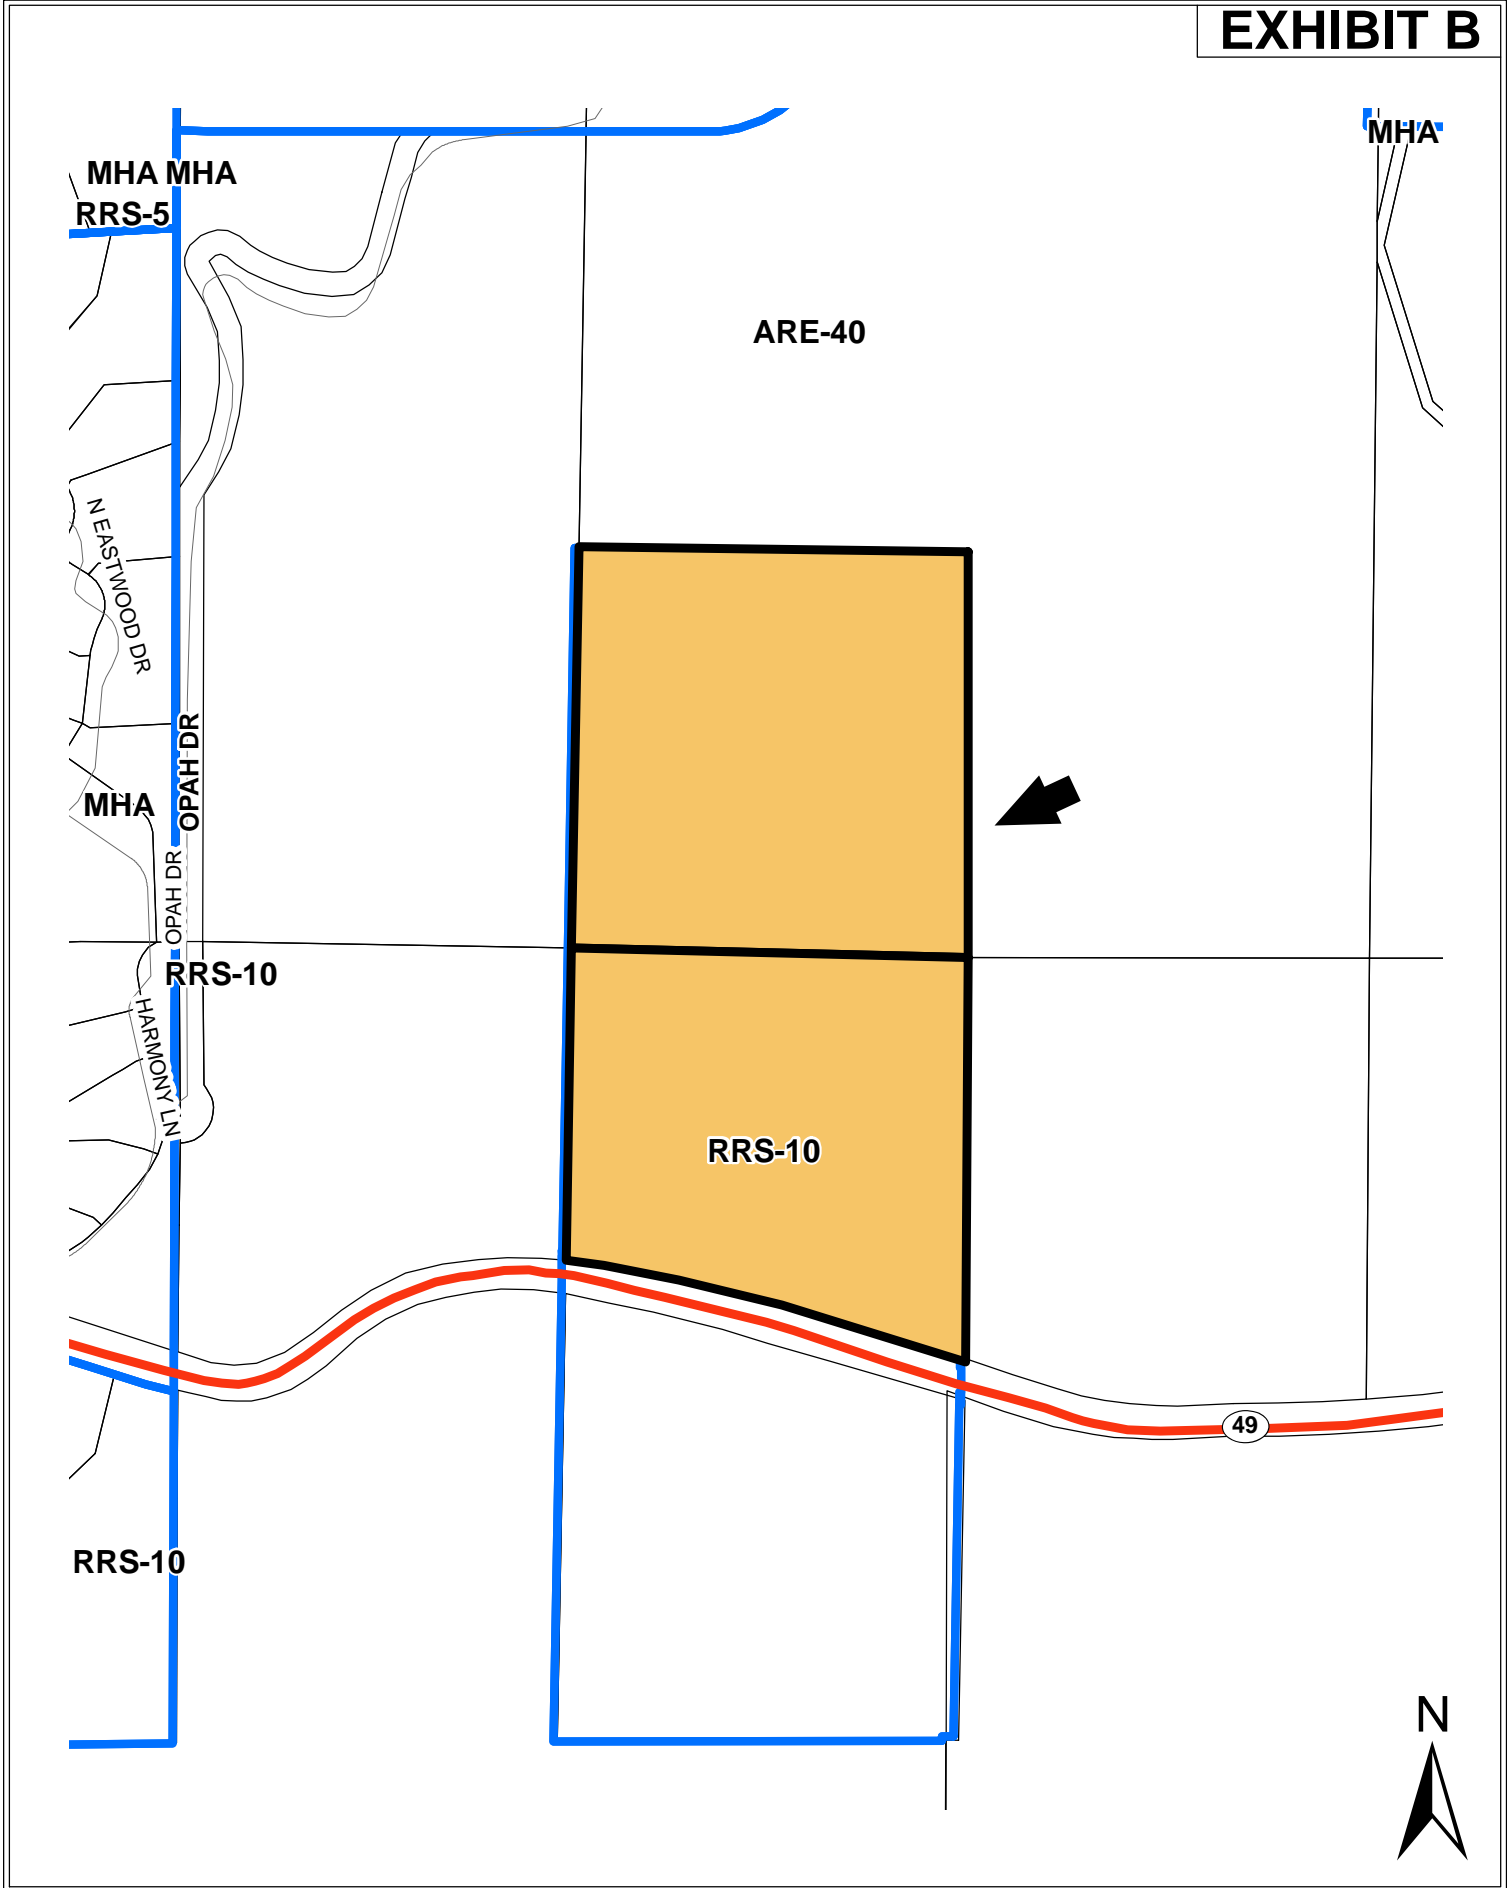 EXHIBIT B
MHA
MHA MHA
RRS-5
ARE-40
N EASTWOOD DR
OPAH DR
MHA
OPAH DR
RRS-10
HARMONY LN
RRS-10
49
RRS-10
N